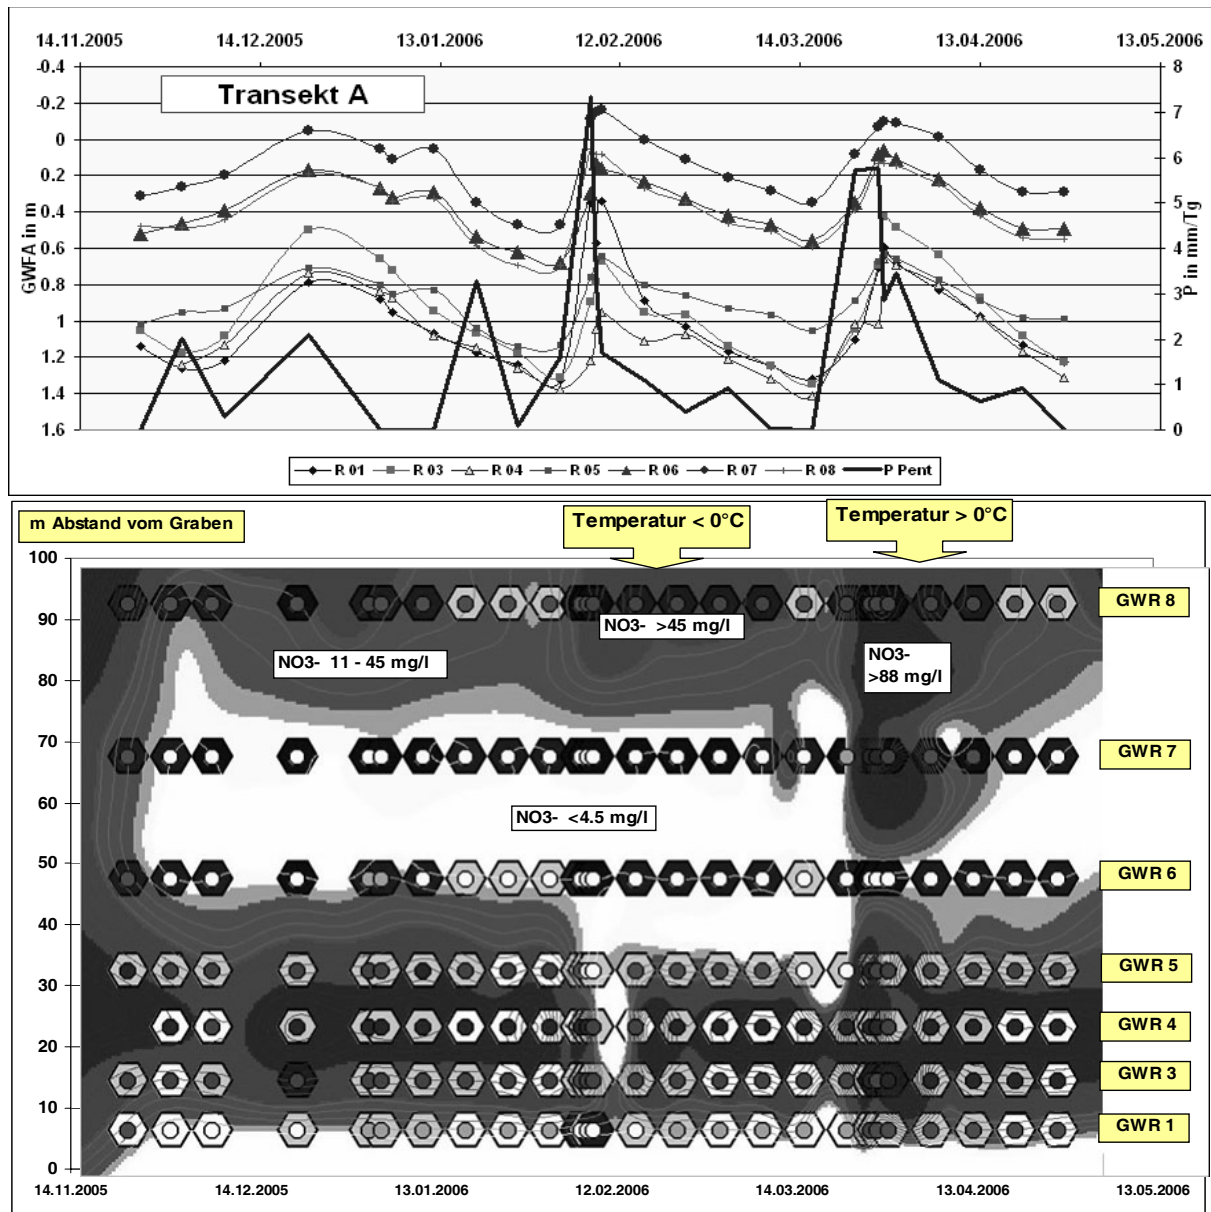 14.11.2005 14.12.2005 13.01.2006 12.02.2006 14.03.2006 13.04.2006 13.05.2006
-0.4 8
Transekt A
-0.2 7
0
0.2 6
0.4 5
0.6 4
0.8 3
1
1.2 2
1.4 1
1.6 0
GWFA in m
P in mm/Tg
R 01 R 03 R 04 R 05 R 06 R 07 R 08 P Pent
m Abstand vom Graben
Temperatur < 0°C
Temperatur > 0°C
100
90
80
70
60
50
40
30
20
10
0
GWR 8
NO3- >45 mg/l
NO3- 11 - 45 mg/l
NO3-
>88 mg/l
GWR 7
NO3- <4.5 mg/l
GWR 6
GWR 5
GWR 4
GWR 3
GWR 1
14.11.2005 14.12.2005 13.01.2006 12.02.2006 14.03.2006 13.04.2006 13.05.2006